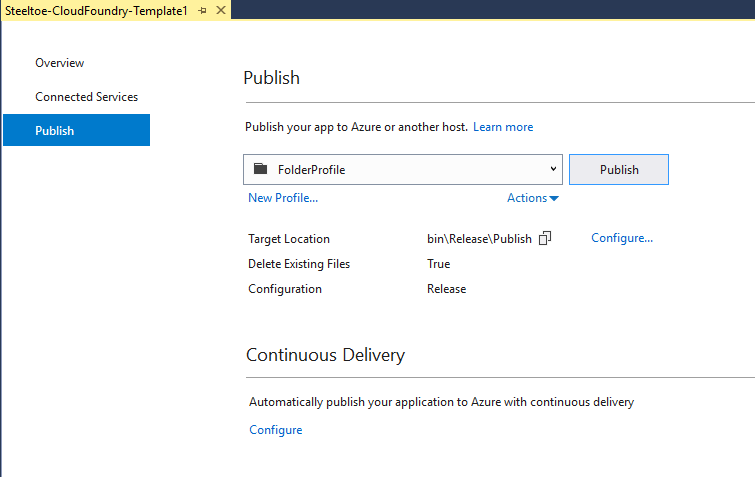 Steeltoe-CloudFoundry-Template1
Overview
Connected Services
Publish
Publish
Publish your app to Azure or another host. Learn more
FolderProfile Publish
New Profile... Actions
Target Location bin\Release\Publish Configure...
Delete Existing Files True
Configuration Release
Continuous Delivery
Automatically publish your application to Azure with continuous delivery
Configure